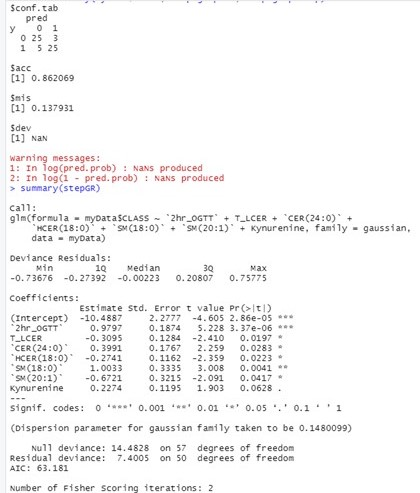 $conf.tab
pred
y 0 1
0 25 3
1 5 25
$acc
[1] 0.862069
$mis
[1] 0.137931
$dev
[1] NaN
Warning messages:
1: In log(pred.prob) : NaNs produced
2: In log(1 - pred.prob) : NaNs produced
> summary(stepGR)
Call:
glm(formula = myData$CLASS ~ `2hr_OGTT` + T_LCER + `CER(24:0)` +
`HCER(18:0)` + `SM(18:0)` + `SM(20:1)` + Kynurenine, family = gaussian,
data = myData)
Deviance Residuals:
Min 1Q Median 3Q Max
-0.73676 -0.27392 -0.00223 0.20807 0.75775
Coefficients:
Estimate Std. Error t value Pr(>|t|)
(Intercept) -10.4887 2.2777 -4.605 2.86e-05 ***
`2hr_OGTT` 0.9797 0.1874 5.228 3.37e-06 ***
T_LCER -0.3095 0.1284 -2.410 0.0197 *
`CER(24:0)` 0.3991 0.1767 2.259 0.0283 *
`HCER(18:0)` -0.2741 0.1162 -2.359 0.0223 *
`SM(18:0)` 1.0033 0.3335 3.008 0.0041 **
`SM(20:1)` -0.6721 0.3215 -2.091 0.0417 *
Kynurenine 0.2274 0.1195 1.903 0.0628 .
---
Signif. codes: 0 '***' 0.001 '**' 0.01 '*' 0.05 '.' 0.1 ' ' 1
(Dispersion parameter for gaussian family taken to be 0.1480099)
Null deviance: 14.4828 on 57 degrees of freedom
Residual deviance: 7.4005 on 50 degrees of freedom
AIC: 63.181
Number of Fisher Scoring iterations: 2